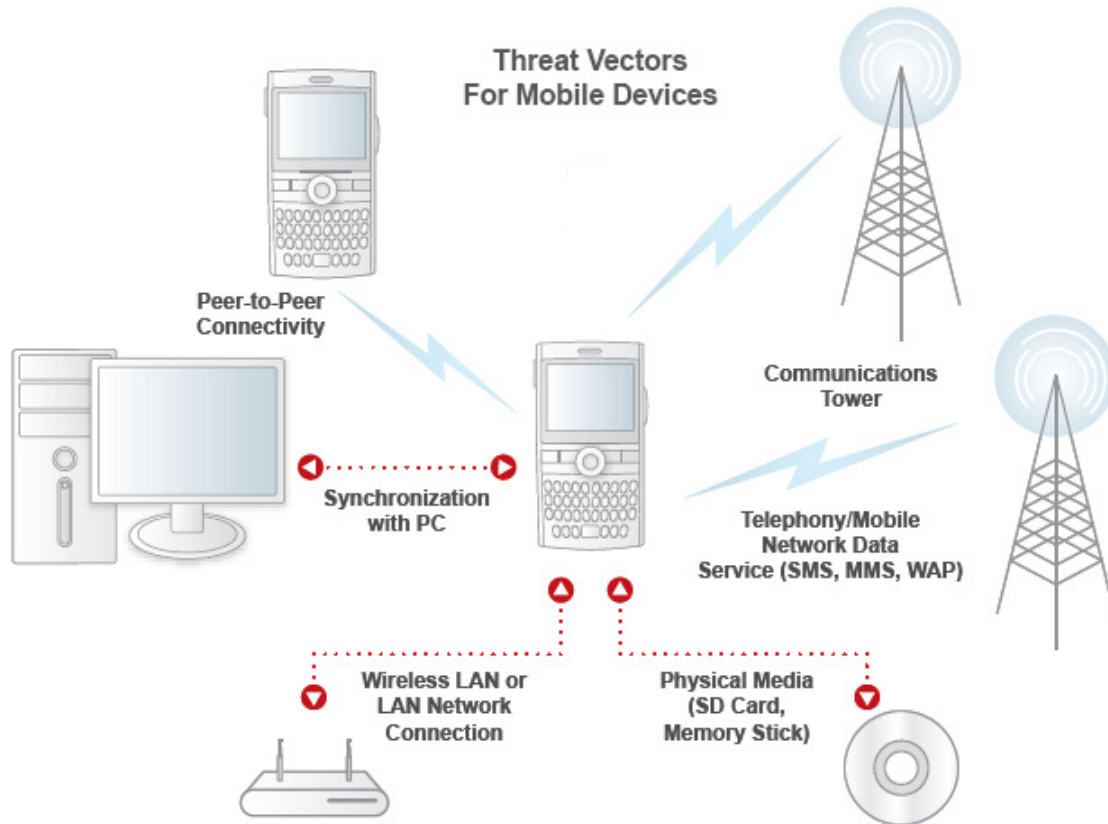 Threat Vectors
For Mobile Devices
Peer-to-Peer
Connectivity
Communications
Tower
Synchronization
with PC
Telephony/Mobile
Network Data
Service (SMS, MMS, WAP)
Wireless LAN or
LAN Network
Connection
Physical Media
(SD Card,
Memory Stick)